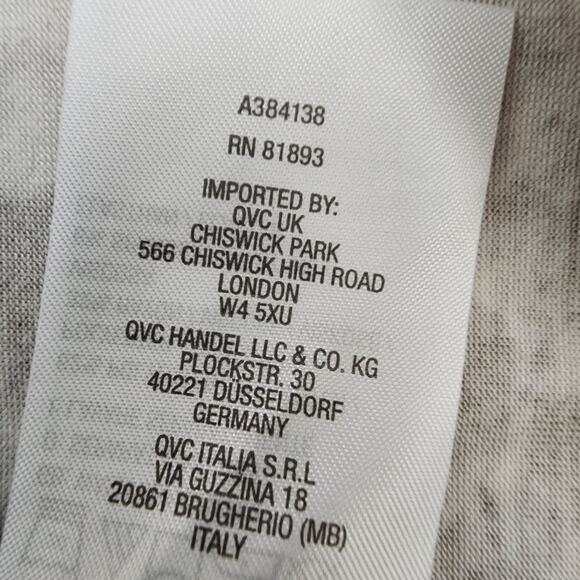 A384138
RN 81893
IMPORTED BY:
QVC UK
CHISWICK PARK
566 CHISWICK HIGH ROAD
LONDON
W4 5XU
QVC HANDEL LLC & CO. KG
PLOCKSTR. 30
40221 DÜSSELDORF
GERMANY
QVC ITALIA S.R.L
VIA GUZZINA 18
20861 BRUGHERIO (MB)
ITALY